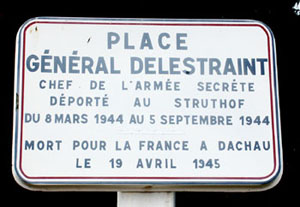 PLACE
GÉNÉRAL DELESTRAINT
CHEF DE L'ARMÉE SECRÈTE
DÉPORTÉ AU STRUTHOF
DU 8 MARS 1944 AU 5 SEPTEMBRE 1944
MORT POUR LA FRANCE A DACHAU
LE 19 AVRIL 1945